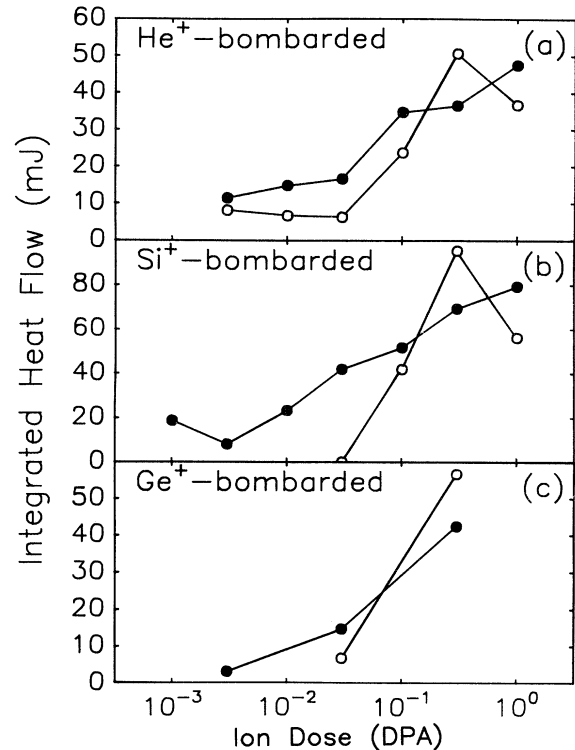 Integrated Heat Flow (mJ)
He⁺−bombarded
(a)
60
50
40
30
20
10
0
Si⁺−bombarded
(b)
80
60
40
20
0
Ge⁺−bombarded
(c)
50
40
30
20
10
0
10⁻³ 10⁻² 10⁻¹ 10⁰
Ion Dose (DPA)